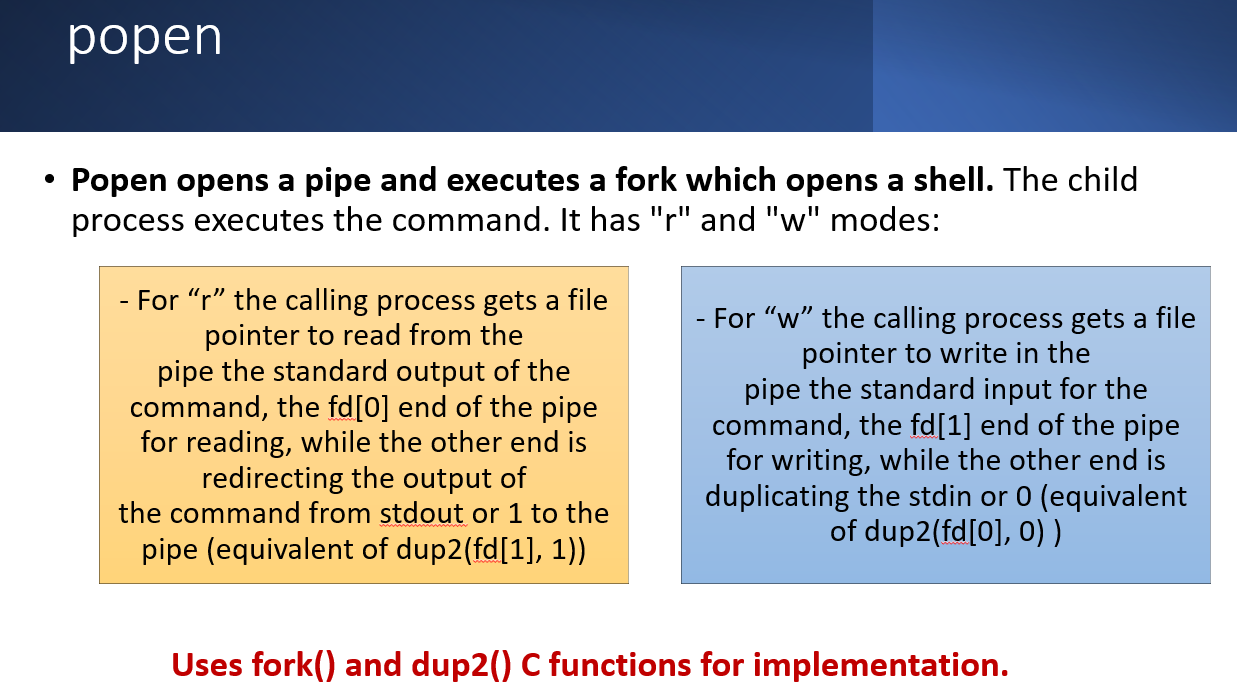 popen
• Popen opens a pipe and executes a fork which opens a shell. The child
process executes the command. It has "r" and "w" modes:
- For “r” the calling process gets a file
pointer to read from the
pipe the standard output of the
command, the fd[0] end of the pipe
for reading, while the other end is
redirecting the output of
the command from stdout or 1 to the
pipe (equivalent of dup2(fd[1], 1))
- For “w” the calling process gets a file
pointer to write in the
pipe the standard input for the
command, the fd[1] end of the pipe
for writing, while the other end is
duplicating the stdin or 0 (equivalent
of dup2(fd[0], 0) )
Uses fork() and dup2() C functions for implementation.